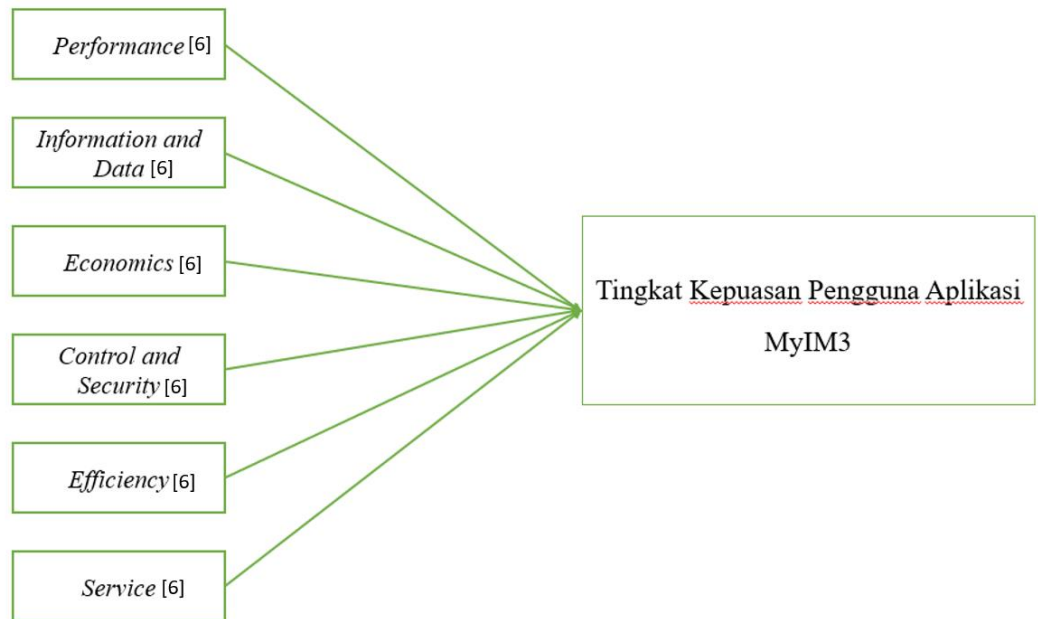 Performance [6]
Information and
Data [6]
Economics [6]
Control and
Security [6]
Efficiency [6]
Service [6]
Tingkat Kepuasan Pengguna Aplikasi
MyIM3